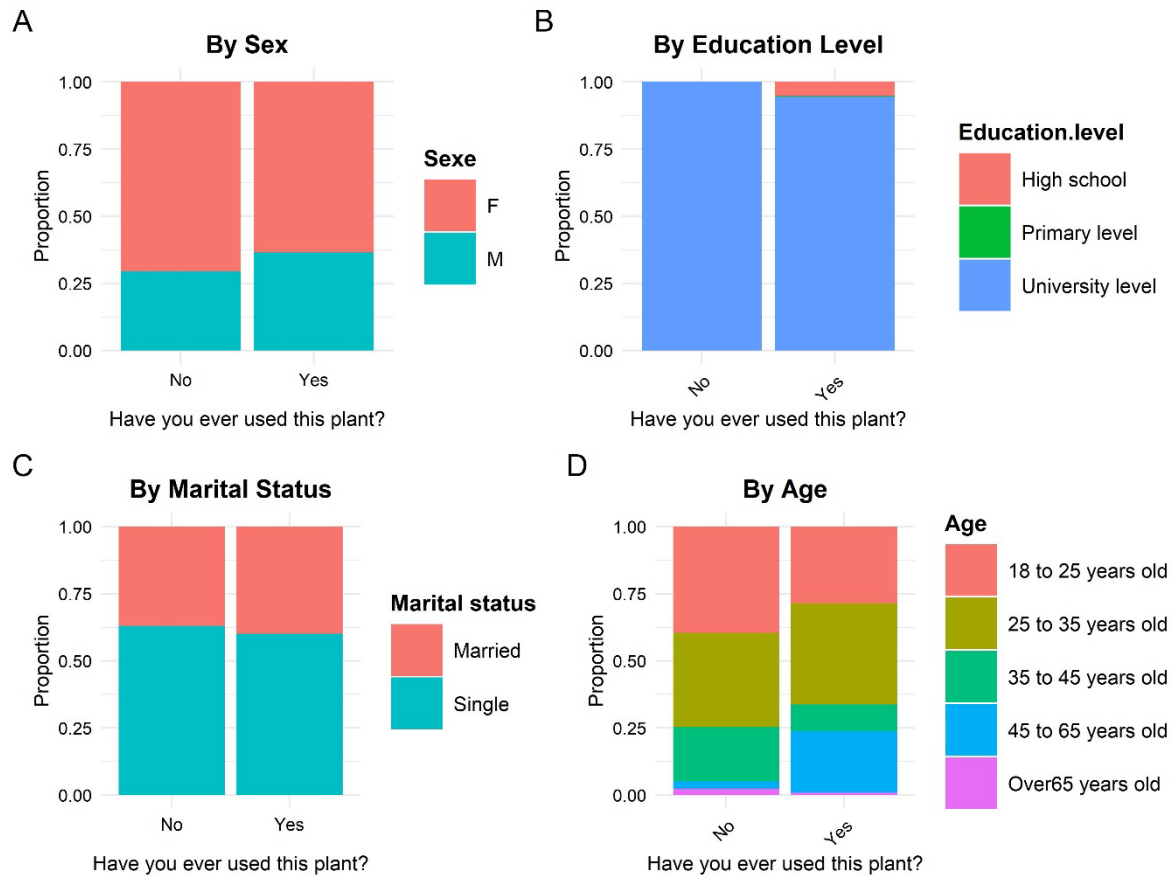 A
By Sex
1.00
0.75
0.50
0.25
0.00
Proportion
No
Yes
Have you ever used this plant?
Sexe
F
M
B
By Education Level
1.00
0.75
0.50
0.25
0.00
Proportion
No
Yes
Have you ever used this plant?
Education.level
High school
Primary level
University level
C
By Marital Status
1.00
0.75
0.50
0.25
0.00
Proportion
No
Yes
Have you ever used this plant?
Marital status
Married
Single
D
By Age
1.00
0.75
0.50
0.25
0.00
Proportion
No
Yes
Have you ever used this plant?
Age
18 to 25 years old
25 to 35 years old
35 to 45 years old
45 to 65 years old
Over65 years old